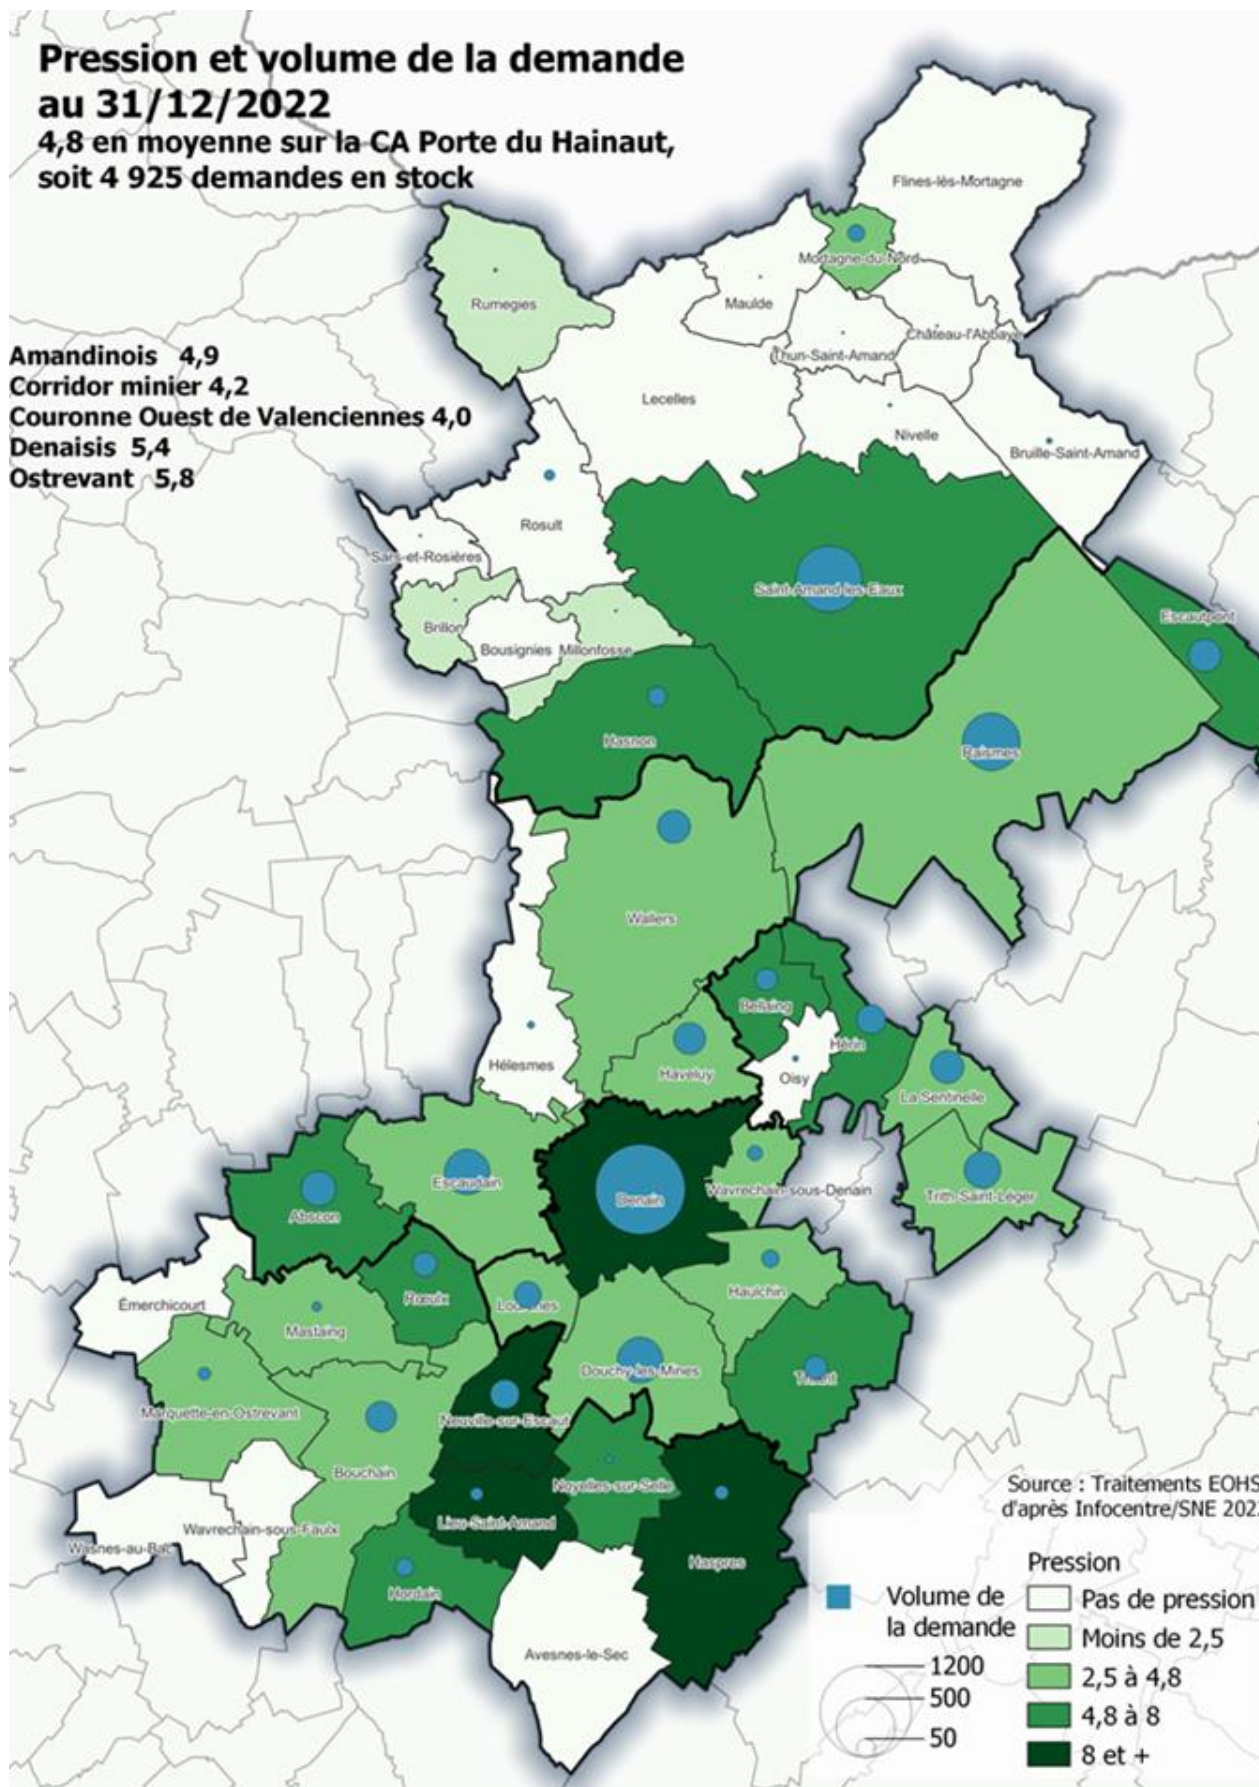 Pression et volume de la demande
au 31/12/2022
4,8 en moyenne sur la CA Porte du Hainaut,
soit 4 925 demandes en stock
Flines-lès-Mortagne
Mortagne-du-Nord
Rumegies
Maulde
Château-l'Abbaye
Thun-Saint-Amand
Amandinois 4,9
Corridor minier 4,2
Couronne Ouest de Valenciennes 4,0
Denaisis 5,4
Ostrevant 5,8
Lecelles
Nivelle
Bruille-Saint-Amand
Rosult
Sars-et-Rosières
Saint-Amand-les-Eaux
Escautpont
Brillon
Bousignies
Millonfosse
Hasnon
Raismes
Wallers
Bellaing
Hérin
Hélesmes
Haveluy
Oisy
La Sentinelle
Escaudain
Denain
Wavrechain-sous-Denain
Trith-Saint-Léger
Abscon
Émerchicourt
Rœulx
Lourches
Haulchin
Mastaing
Douchy-les-Mines
Thiant
Marquette-en-Ostrevant
Neuville-sur-Escaut
Bouchain
Noyelles-sur-Selle
Lieu-Saint-Amand
Wavrechain-sous-Faulx
Wasnes-au-Bac
Haspres
Hordain
Avesnes-le-Sec
Source : Traitements EOHS
d'après Infocentre/SNE
Pression
Volume de
la demande
1200
500
50
Pas de pression
Moins de 2,5
2,5 à 4,8
4,8 à 8
8 et +